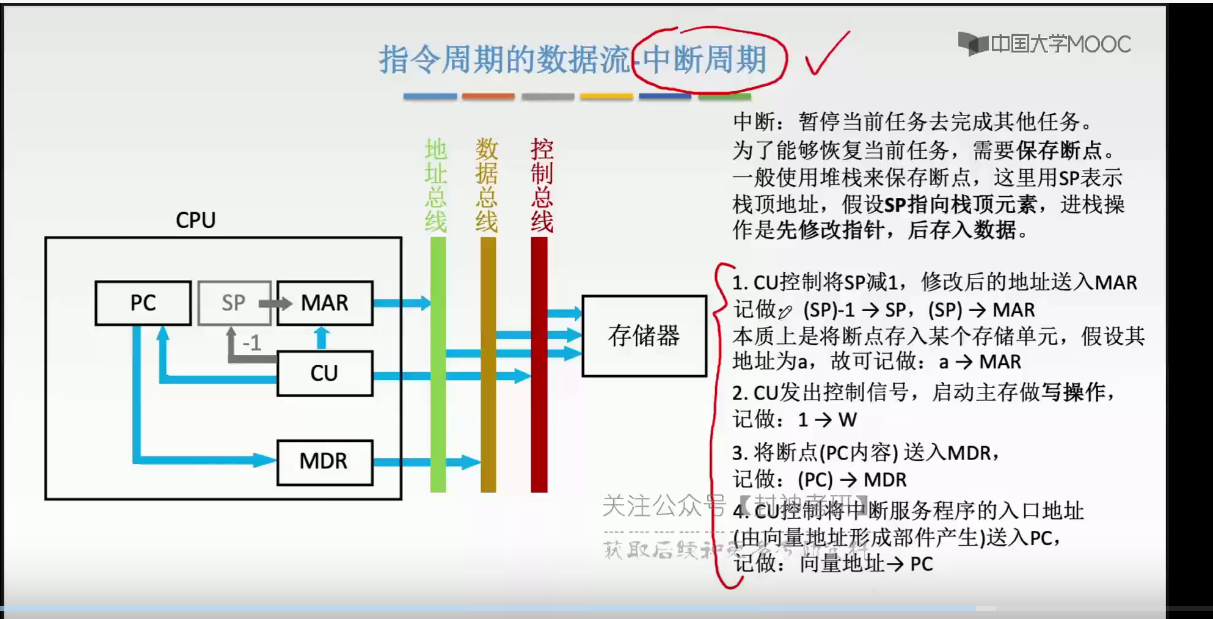 指令周期的数据流-中断周期
中国大学MOOC
地址总线
数据总线
控制总线
CPU
PC
SP
MAR
-1
CU
MDR
存储器
中断：暂停当前任务去完成其他任务。
为了能够恢复当前任务，需要保存断点。
一般使用堆栈来保存断点，这里用SP表示
栈顶地址，假设SP指向栈顶元素，进栈操
作是先修改指针，后存入数据。
1. CU控制将SP减1，修改后的地址送入MAR
记做: (SP)-1 → SP，(SP) → MAR
本质上是将断点存入某个存储单元，假设其
地址为a，故可记做：a → MAR
2. CU发出控制信号，启动主存做写操作，
记做：1 → W
3. 将断点(PC内容) 送入MDR，
记做：(PC) → MDR
4. CU控制将中断服务程序的入口地址
(由向量地址形成部件产生)送入PC，
记做：向量地址→ PC
关注公众号【封神考研】
获取后续和